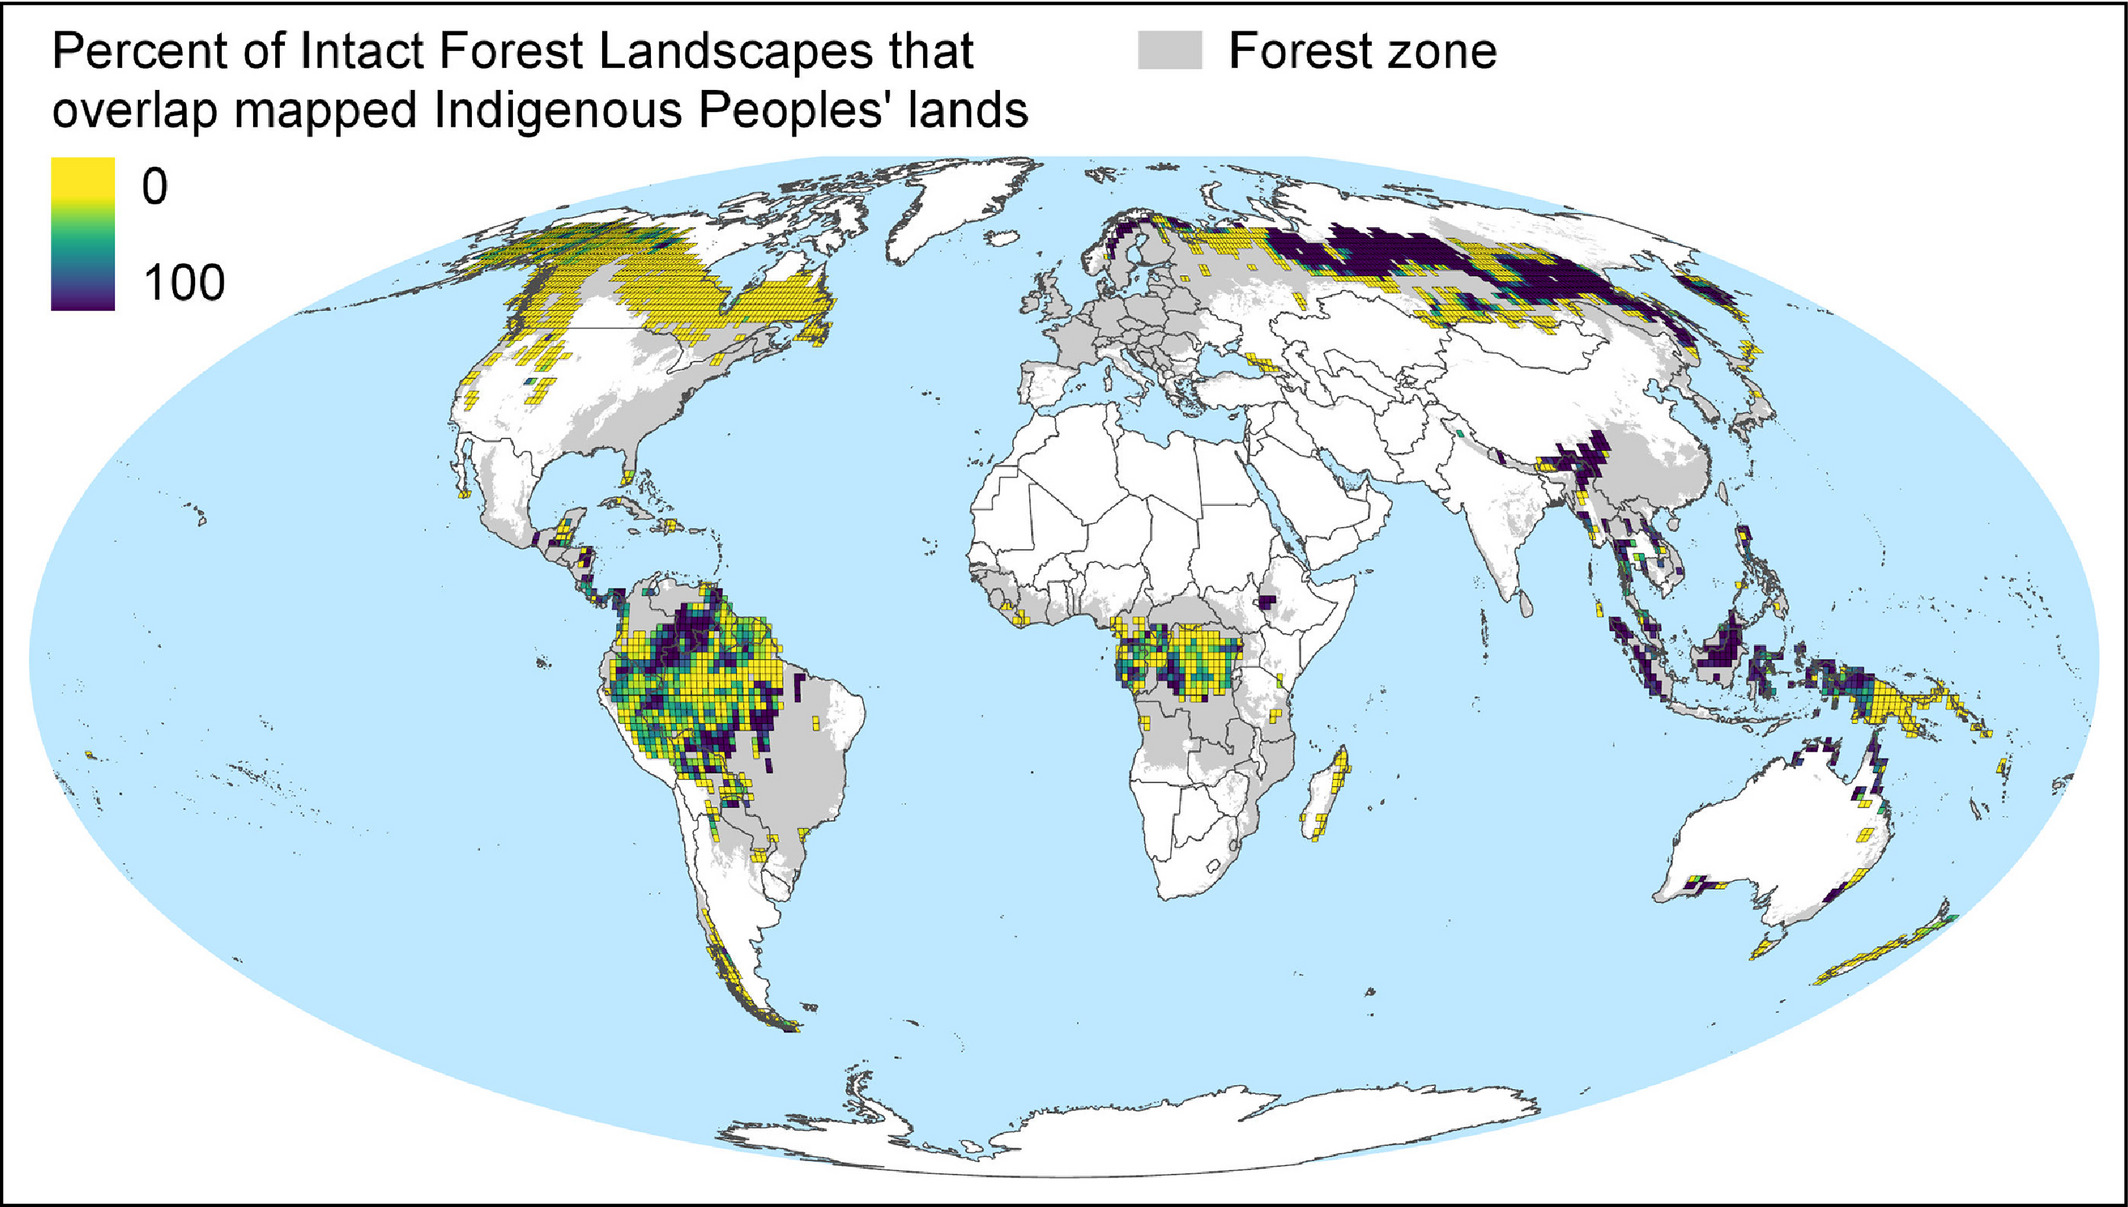 Percent of Intact Forest Landscapes that
overlap mapped Indigenous Peoples' lands
0
100
Forest zone